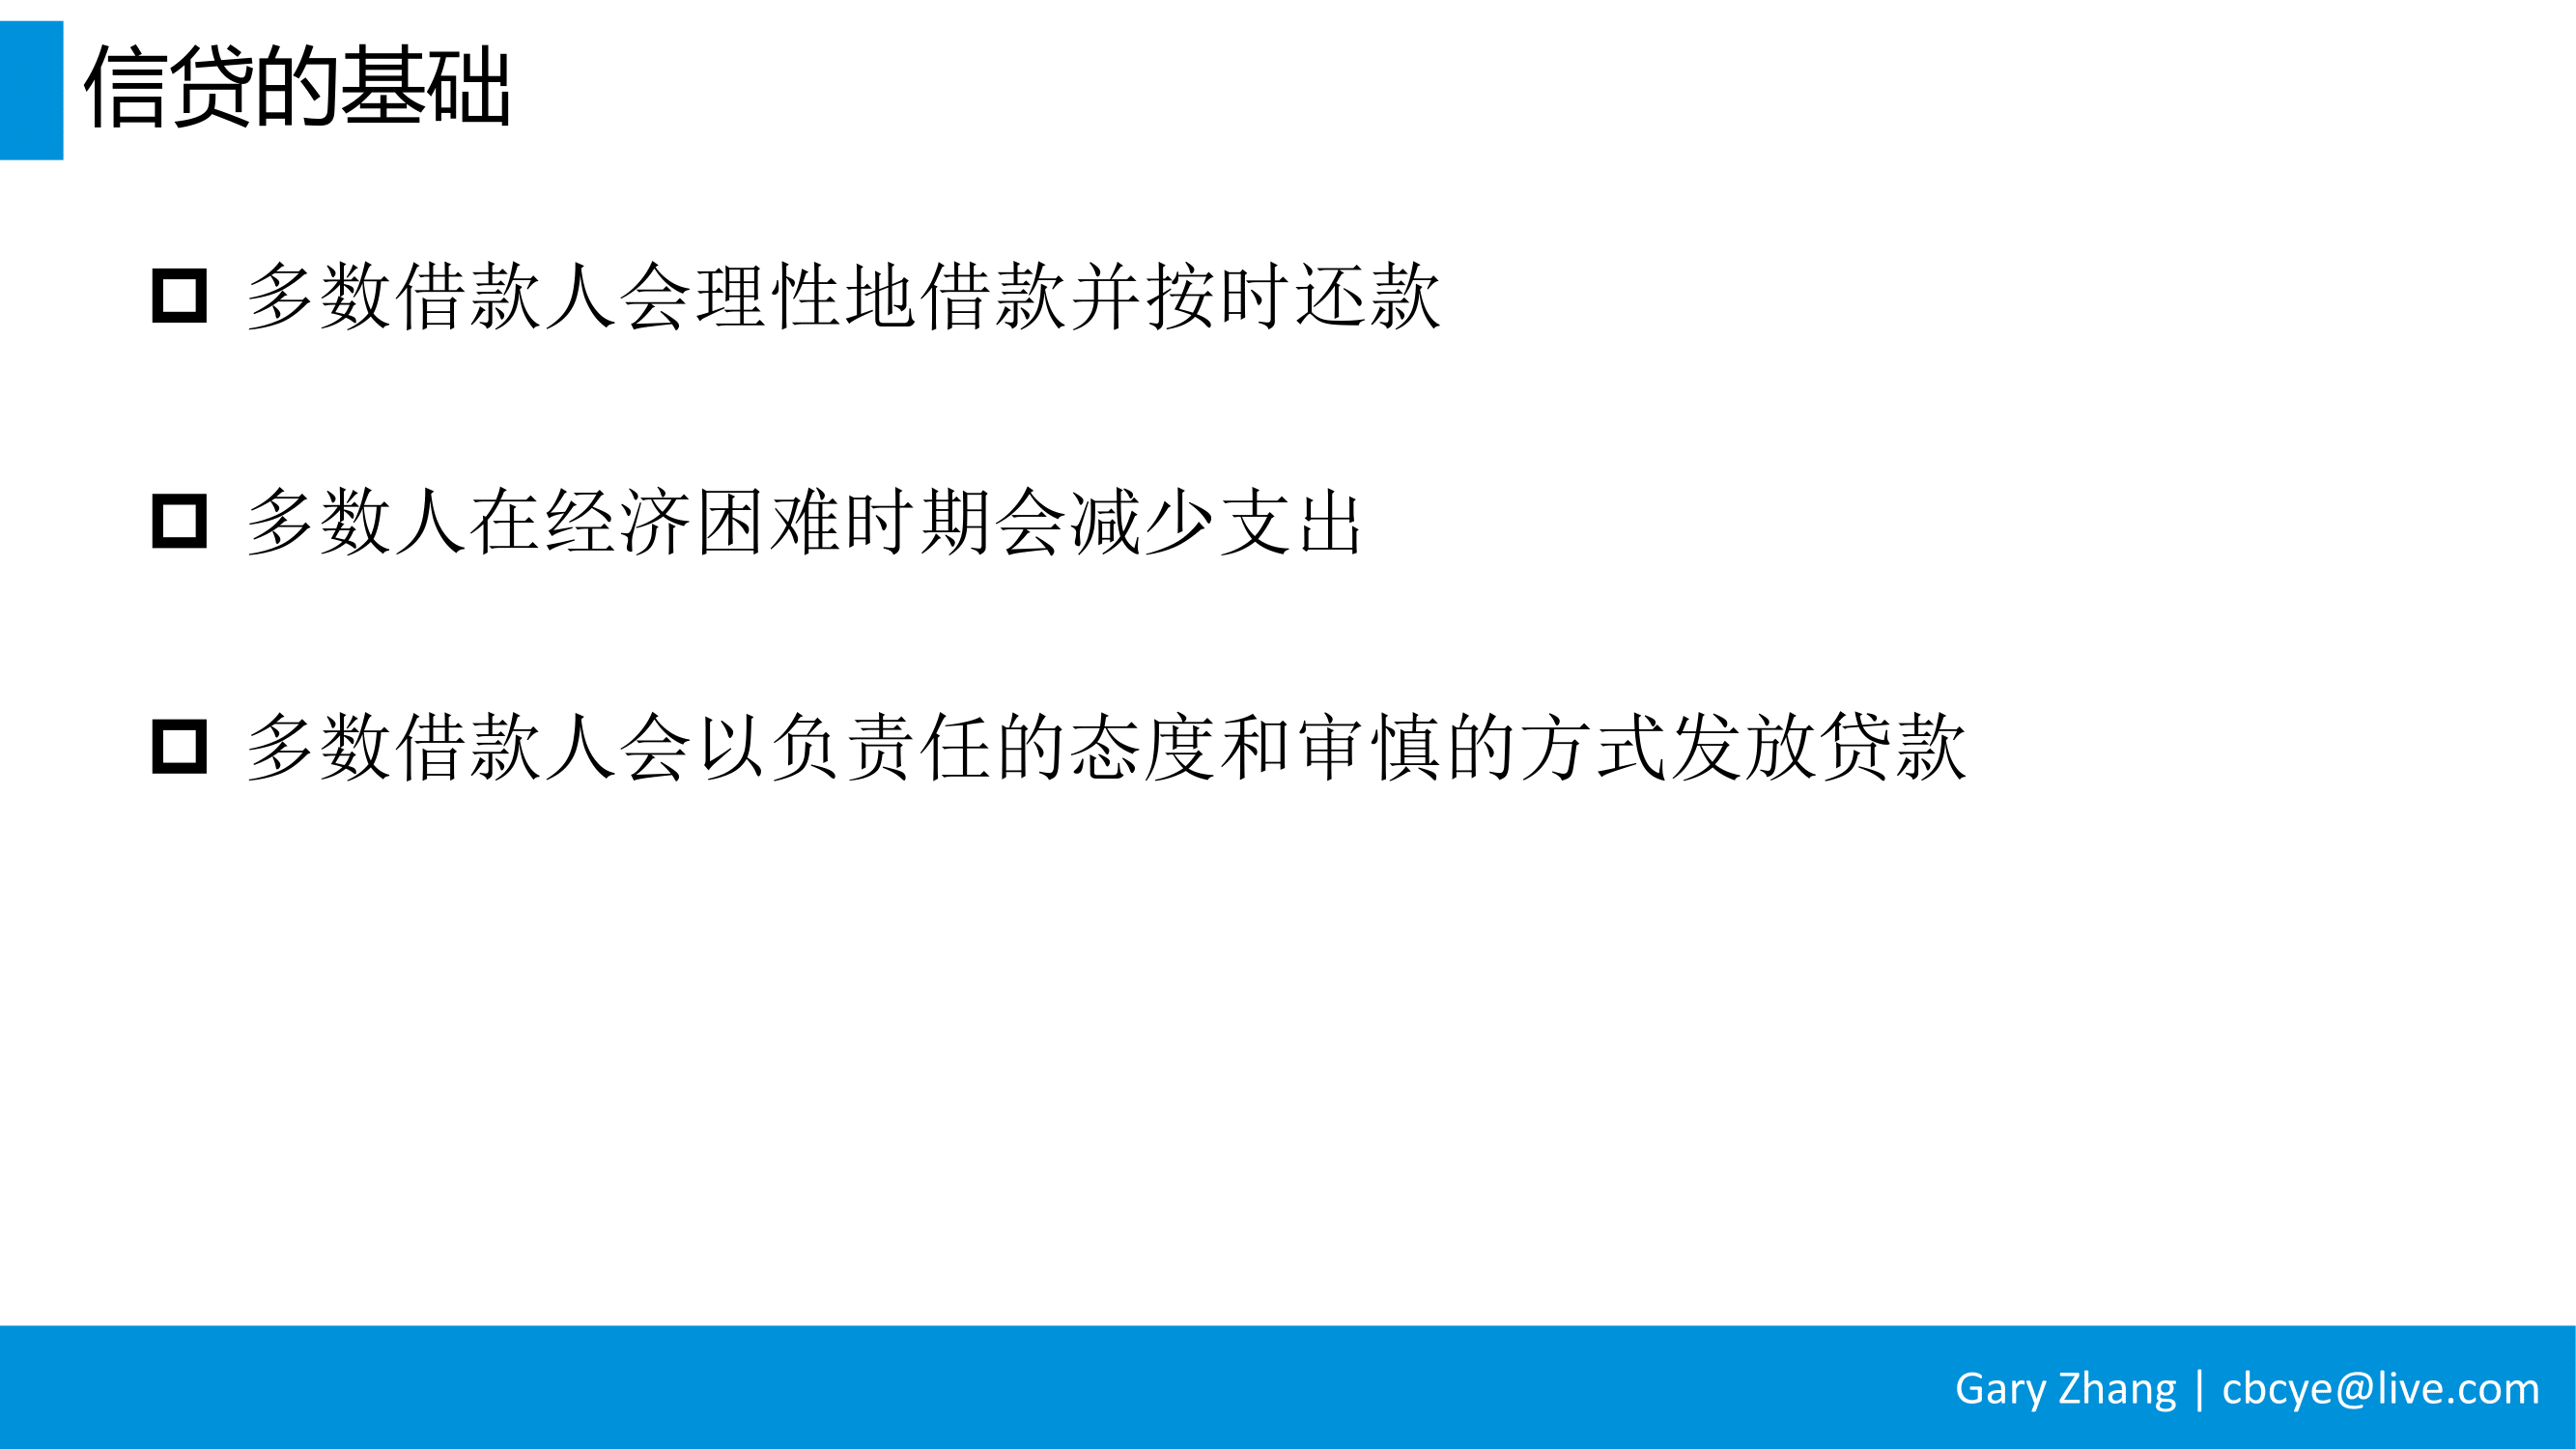 信贷的基础
多数借款人会理性地借款并按时还款
多数人在经济困难时期会减少支出
多数借款人会以负责任的态度和审慎的方式发放贷款
Gary Zhang | cbcye@live.com